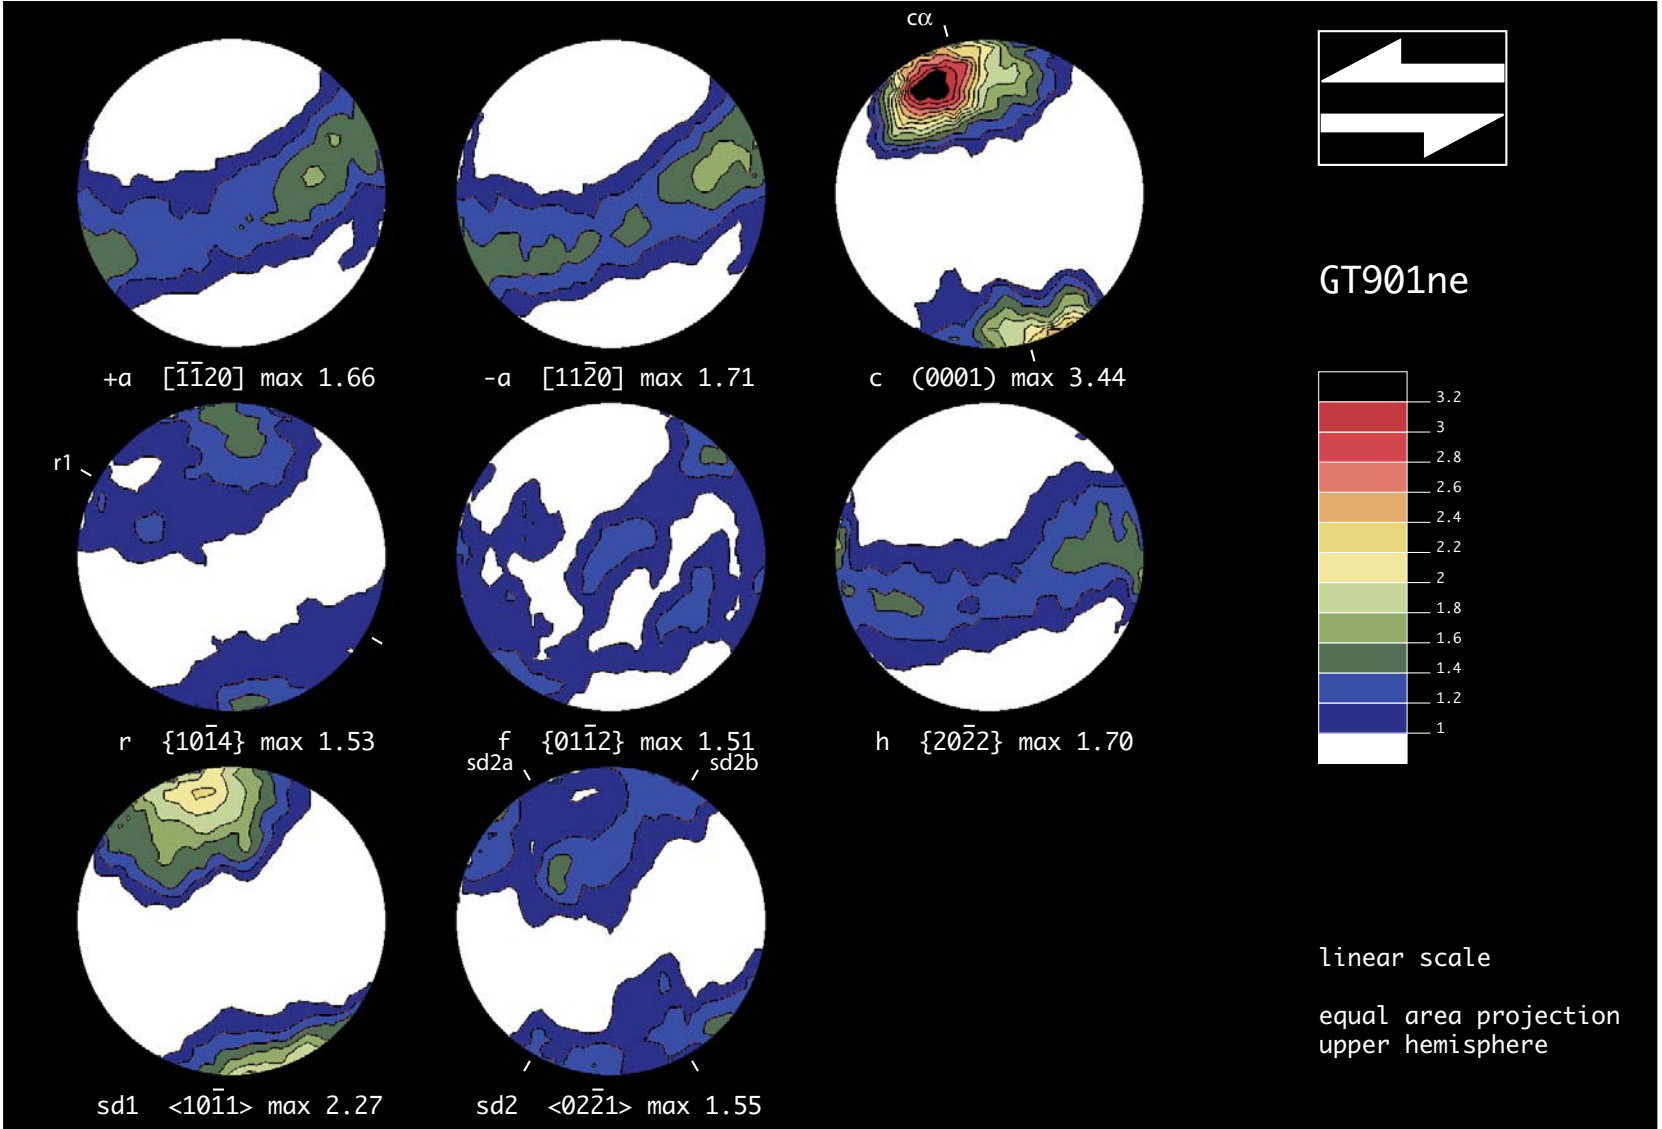 cα
GT901ne
+a [1̅1̅20] max 1.66
-a [112̅0] max 1.71
c (0001) max 3.44
3.2
3
2.8
2.6
2.4
2.2
2
1.8
1.6
1.4
1.2
1
r1
r {101̅4} max 1.53
f {011̅2} max 1.51
h {202̅2} max 1.70
sd2a
sd2b
linear scale
equal area projection
upper hemisphere
sd1 <101̅1> max 2.27
sd2 <022̅1> max 1.55